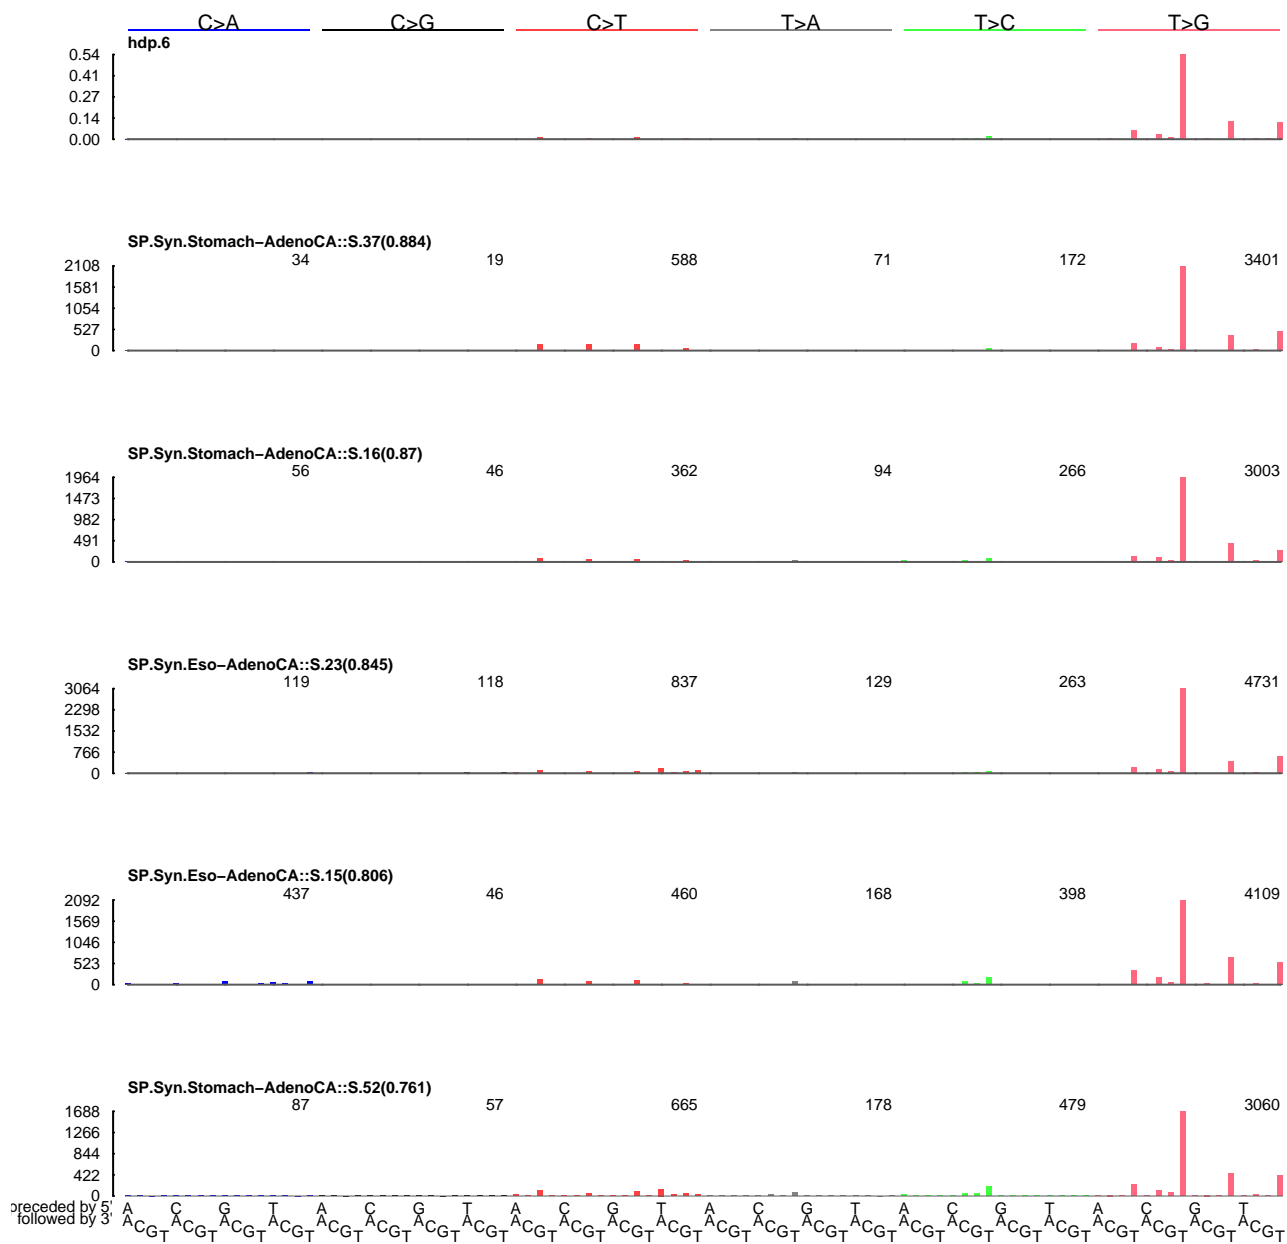 C>A C>G C>T T>A T>C T>G
hdp.6
0.54
0.41
0.27
0.14
0.00
SP.Syn.Stomach−AdenoCA::S.37(0.884)
34 19 588 71 172 3401
2108
1581
1054
527
0
SP.Syn.Stomach−AdenoCA::S.16(0.87)
56 46 362 94 266 3003
1964
1473
982
491
0
SP.Syn.Eso−AdenoCA::S.23(0.845)
119 118 837 129 263 4731
3064
2298
1532
766
0
SP.Syn.Eso−AdenoCA::S.15(0.806)
437 46 460 168 398 4109
2092
1569
1046
523
0
SP.Syn.Stomach−AdenoCA::S.52(0.761)
87 57 665 178 479 3060
1688
1266
844
422
0
preceded by 5' A C G T A C G T A C G T A C G T A C G T A C G T
followed by 3' A C G T A C G T A C G T A C G T A C G T A C G T A C G T A C G T A C G T A C G T A C G T A C G T A C G T A C G T A C G T A C G T A C G T A C G T A C G T A C G T A C G T A C G T A C G T A C G T